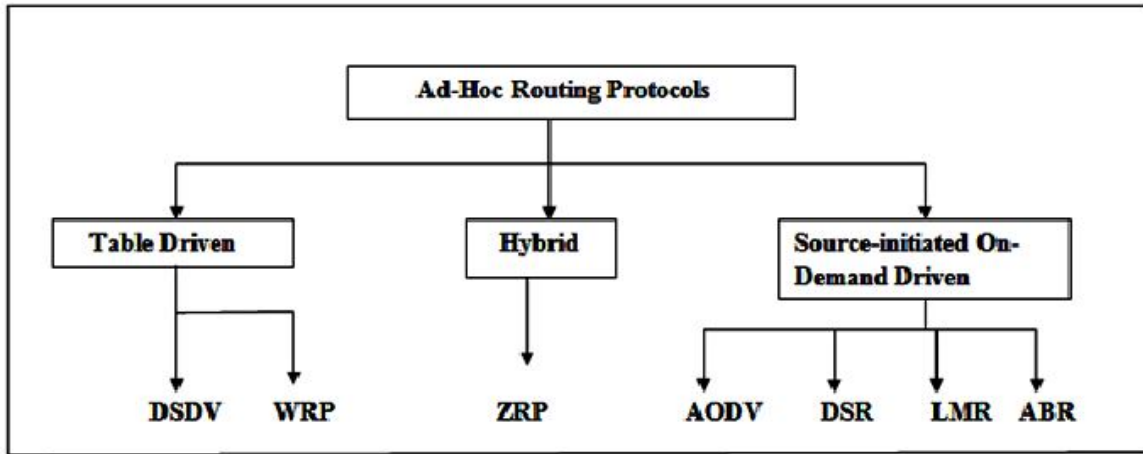 Ad-Hoc Routing Protocols
Table Driven
Hybrid
Source-initiated On-
Demand Driven
DSDV
WRP
ZRP
AODV
DSR
LMR
ABR